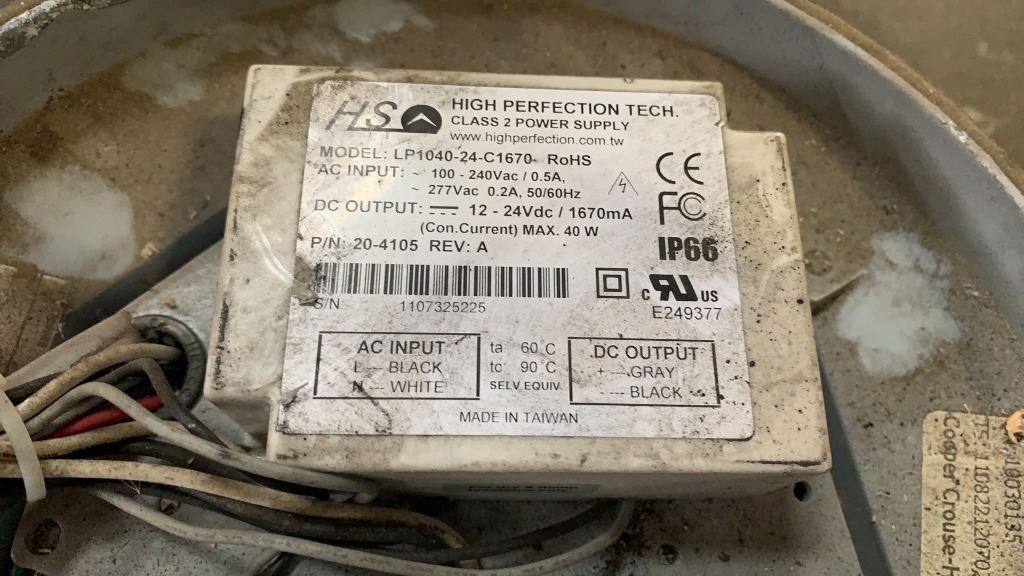 HS
HIGH PERFECTION TECH.
CLASS 2 POWER SUPPLY
www.highperfection.com.tw
MODEL: LP1040-24-C1670 RoHS
AC INPUT: ~ 100 - 240Vac / 0.5A,
~ 277Vac 0.2A, 50/60Hz
DC OUTPUT: 12 - 24Vdc / 1670mA
(Con.Current) MAX. 40 W
P/N: 20-4105 REV: A
CE
FC
IP66
S/N
1107325225
c RU US
E249377
AC INPUT
L --- BLACK
N --- WHITE
ta 60°C
tc 90°C
SELV EQUIV.
DC OUTPUT
+ --- GRAY
- --- BLACK
MADE IN TAIWAN
Cooper Crouse-H